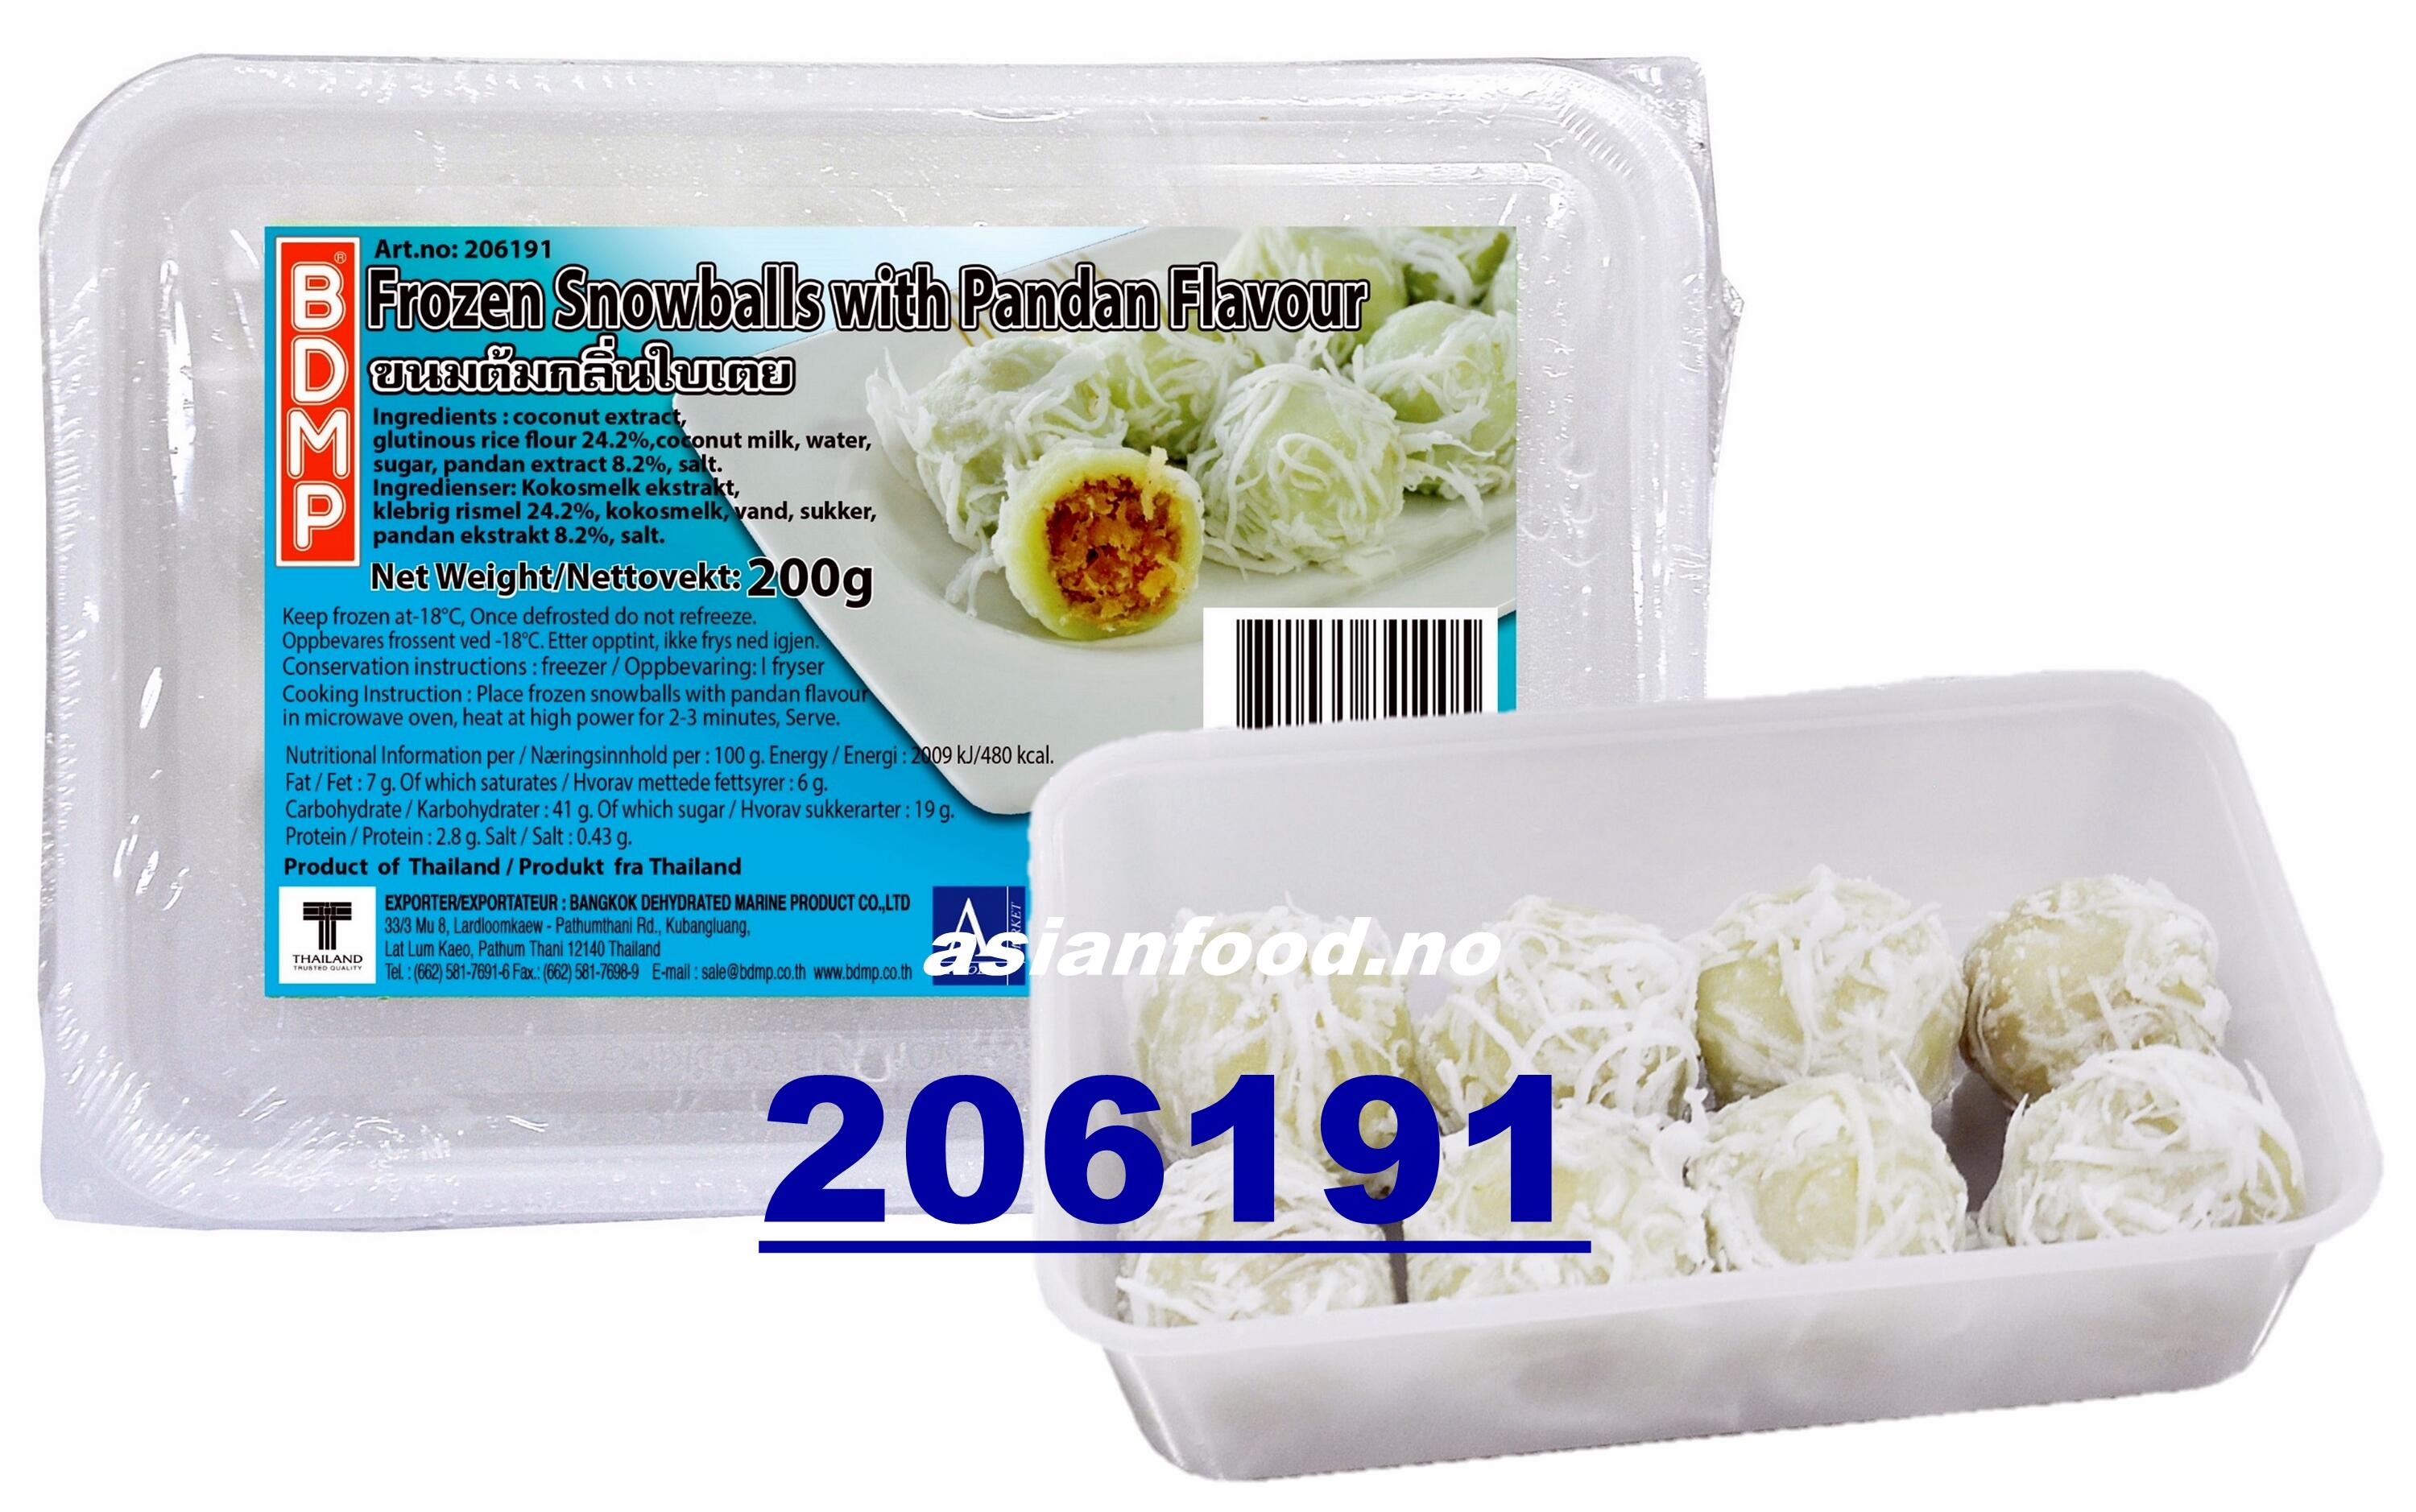 BDMP®
Art.no: 206191
Frozen Snowballs with Pandan Flavour
ขนมต้มกลิ่นใบเตย
Ingredients : coconut extract,
glutinous rice flour 24.2%,coconut milk, water,
sugar, pandan extract 8.2%, salt.
Ingredienser: Kokosmelk ekstrakt,
klebrig rismel 24.2%, kokosmelk, vand, sukker,
pandan ekstrakt 8.2%, salt.
Net Weight/Nettovekt: 200g
Keep frozen at-18°C, Once defrosted do not refreeze.
Oppbevares frossent ved -18°C. Etter opptint, ikke frys ned igjen.
Conservation instructions : freezer / Oppbevaring: I fryser
Cooking Instruction : Place frozen snowballs with pandan flavour
in microwave oven, heat at high power for 2-3 minutes, Serve.
Nutritional Information per / Næringsinnhold per : 100 g. Energy / Energi : 2009 kJ/480 kcal.
Fat / Fet : 7 g. Of which saturates / Hvorav mettede fettsyrer : 6 g.
Carbohydrate / Karbohydrater : 41 g. Of which sugar / Hvorav sukkerarter : 19 g.
Protein / Protein : 2.8 g. Salt / Salt : 0.43 g.
Product of Thailand / Produkt fra Thailand
THAILAND
TRUSTED QUALITY
EXPORTER/EXPORTATEUR : BANGKOK DEHYDRATED MARINE PRODUCT CO.,LTD
33/3 Mu 8, Lardloomkaew - Pathumthani Rd., Kubangluang,
Lat Lum Kaeo, Pathum Thani 12140 Thailand
Tel. : (662) 581-7691-6 Fax.: (662) 581-7698-9 E-mail : sale@bdmp.co.th www.bdmp.co.th
asianfood.no
206191